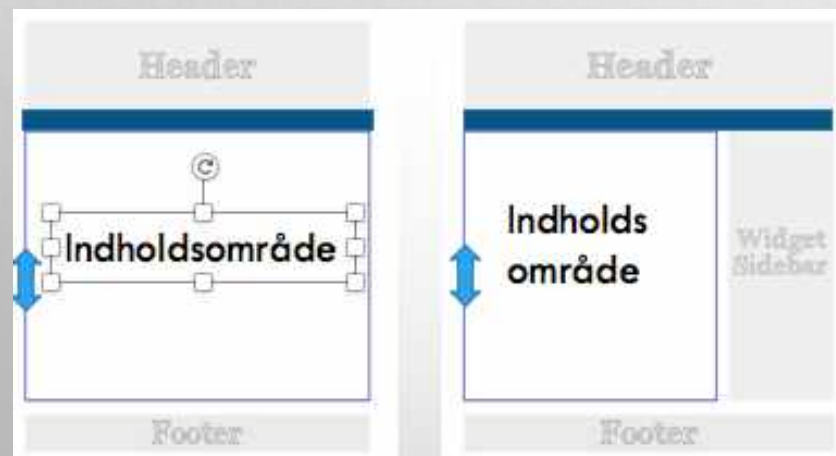 Header
Indholdsområde
Footer
Header
Indholds
område
Widget
Sidebar
Footer